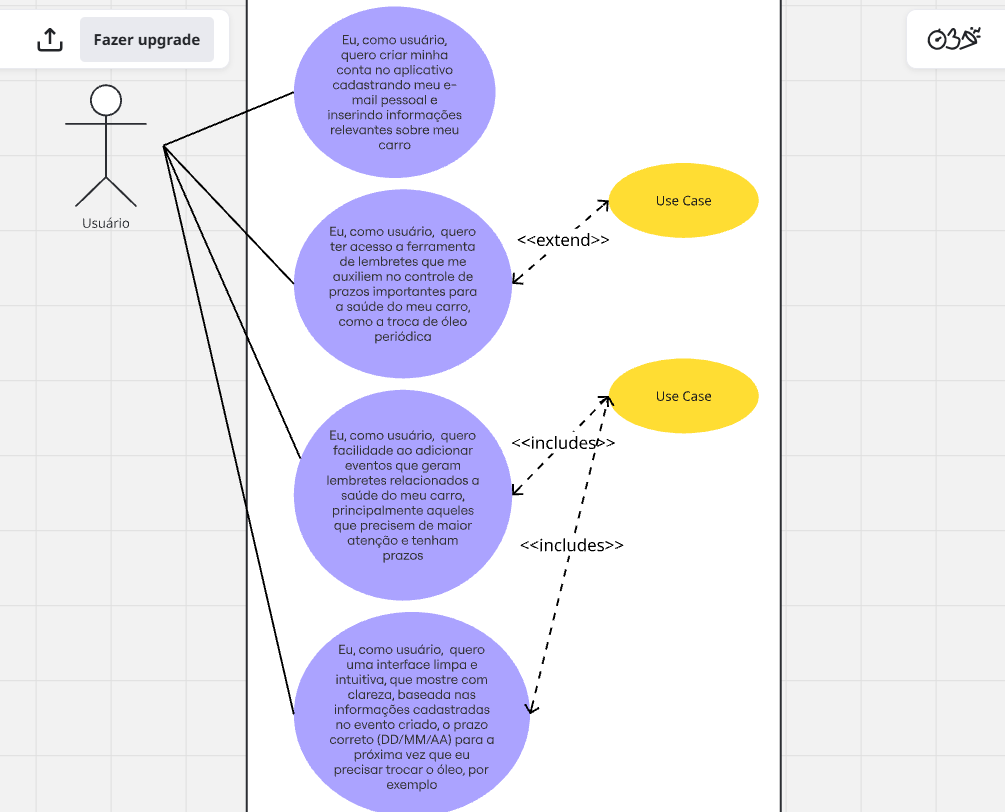 Fazer upgrade
Eu, como usuário,
quero criar minha
conta no aplicativo
cadastrando meu e-
mail pessoal e
inserindo informações
relevantes sobre meu
carro
Usuário
Eu, como usuário,  quero
ter acesso a ferramenta
de lembretes que me
auxiliem no controle de
prazos importantes para
a saúde do meu carro,
como a troca de óleo
periódica
Use Case
<<extend>>
Eu, como usuário,  quero
facilidade ao adicionar
eventos que geram
lembretes relacionados a
saúde do meu carro,
principalmente aqueles
que precisem de maior
atenção e tenham
prazos
Use Case
<<includes>>
<<includes>>
Eu, como usuário,  quero
uma interface limpa e
intuitiva, que mostre com
clareza, baseada nas
informações cadastradas
no evento criado, o prazo
correto (DD/MM/AA) para a
próxima vez que eu
precisar trocar o óleo, por
exemplo